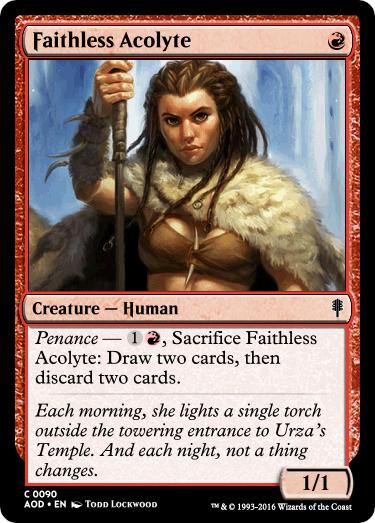 Faithless Acolyte
Creature — Human
Penance — 1 R, Sacrifice Faithless
Acolyte: Draw two cards, then
discard two cards.
Each morning, she lights a single torch
outside the towering entrance to Urza's
Temple. And each night, not a thing
changes.
1/1
C 0090
AOD • EN Todd Lockwood
™ & © 1993-2016 Wizards of the Coast